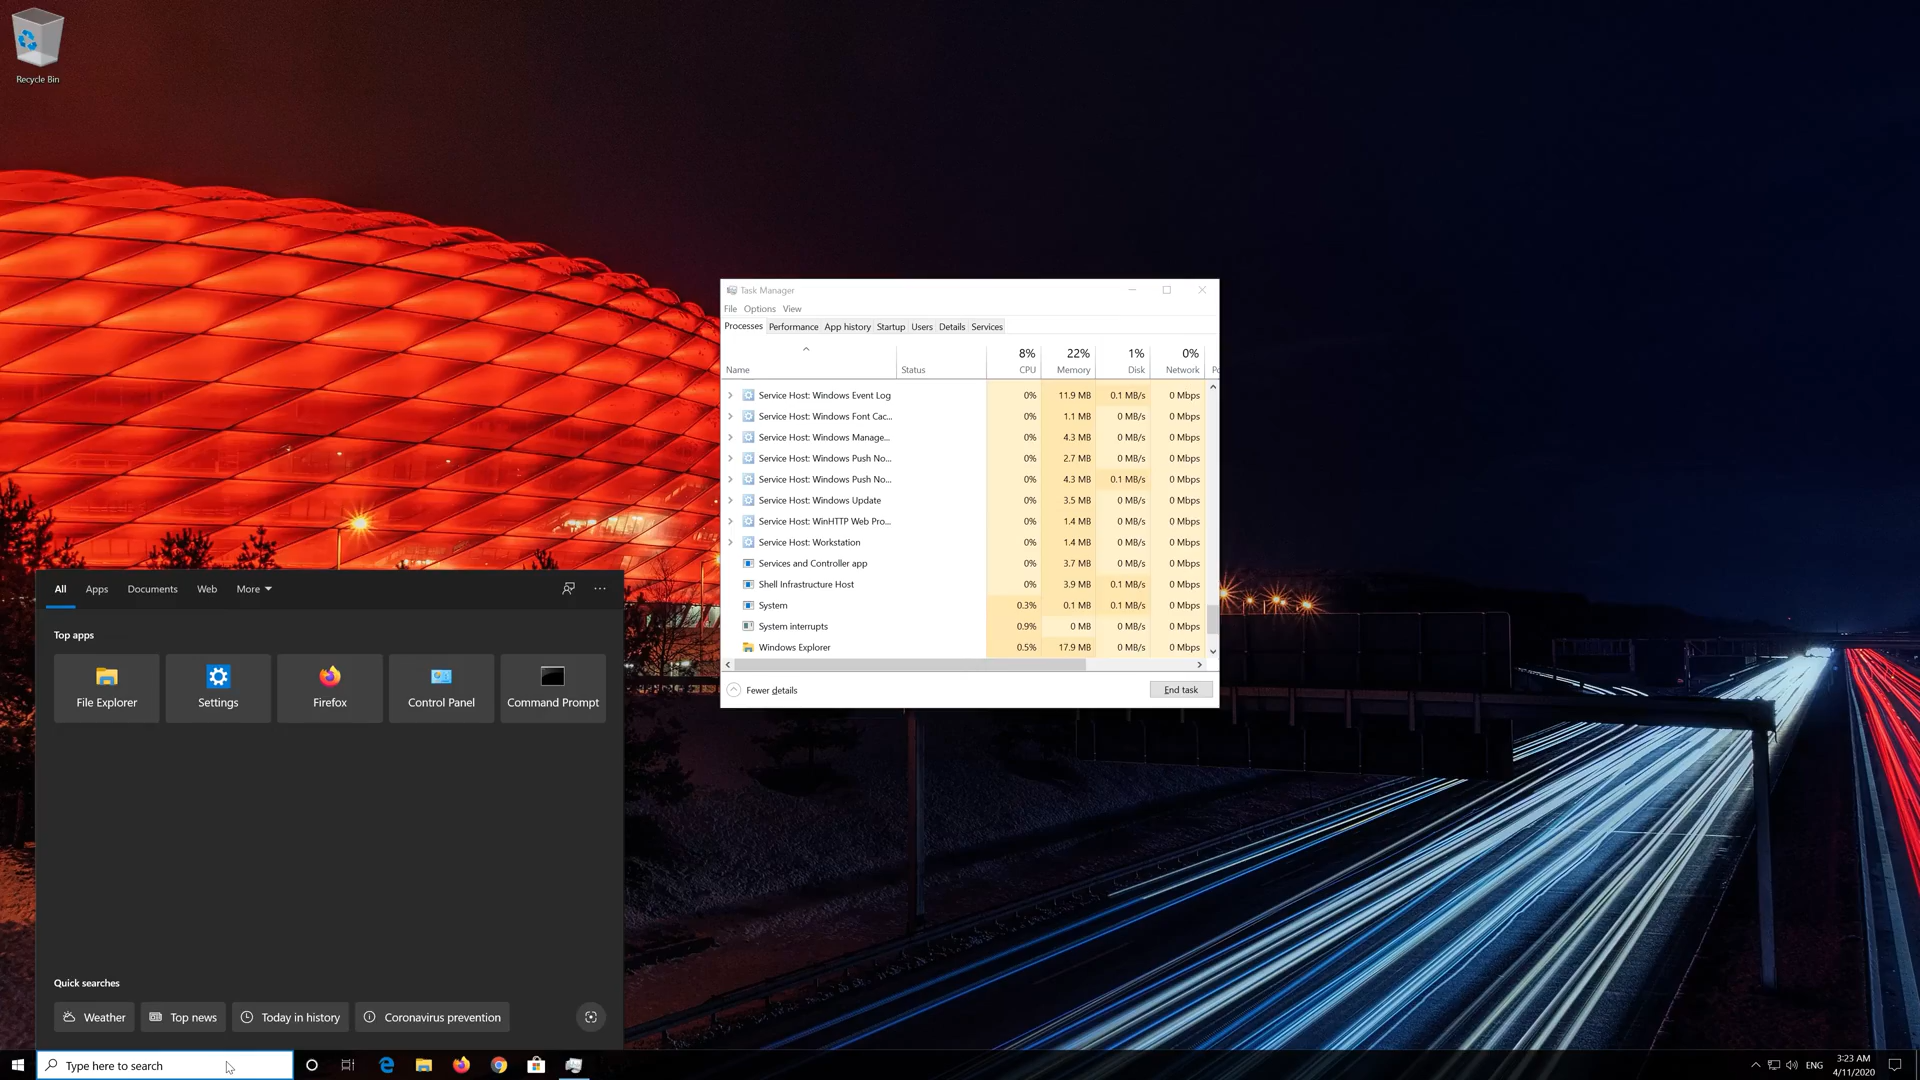 Recycle Bin
Task Manager
File Options View
Processes Performance App history Startup Users Details Services
8% 22% 1% 0%
Name Status CPU Memory Disk Network Po
Service Host: Windows Event Log 0% 11.9 MB 0.1 MB/s 0 Mbps
Service Host: Windows Font Cac... 0% 1.1 MB 0 MB/s 0 Mbps
Service Host: Windows Manage... 0% 4.3 MB 0 MB/s 0 Mbps
Service Host: Windows Push No... 0% 2.7 MB 0 MB/s 0 Mbps
Service Host: Windows Push No... 0% 4.3 MB 0.1 MB/s 0 Mbps
Service Host: Windows Update 0% 3.5 MB 0 MB/s 0 Mbps
Service Host: WinHTTP Web Pro... 0% 1.4 MB 0 MB/s 0 Mbps
Service Host: Workstation 0% 1.4 MB 0 MB/s 0 Mbps
Services and Controller app 0% 3.7 MB 0 MB/s 0 Mbps
Shell Infrastructure Host 0% 3.9 MB 0.1 MB/s 0 Mbps
System 0.3% 0.1 MB 0.1 MB/s 0 Mbps
System interrupts 0.9% 0 MB 0 MB/s 0 Mbps
Windows Explorer 0.5% 17.9 MB 0 MB/s 0 Mbps
Fewer details End task
All Apps Documents Web More
Top apps
File Explorer Settings Firefox Control Panel Command Prompt
Quick searches
Weather Top news Today in history Coronavirus prevention
Type here to search
ENG
3:23 AM
4/11/2020